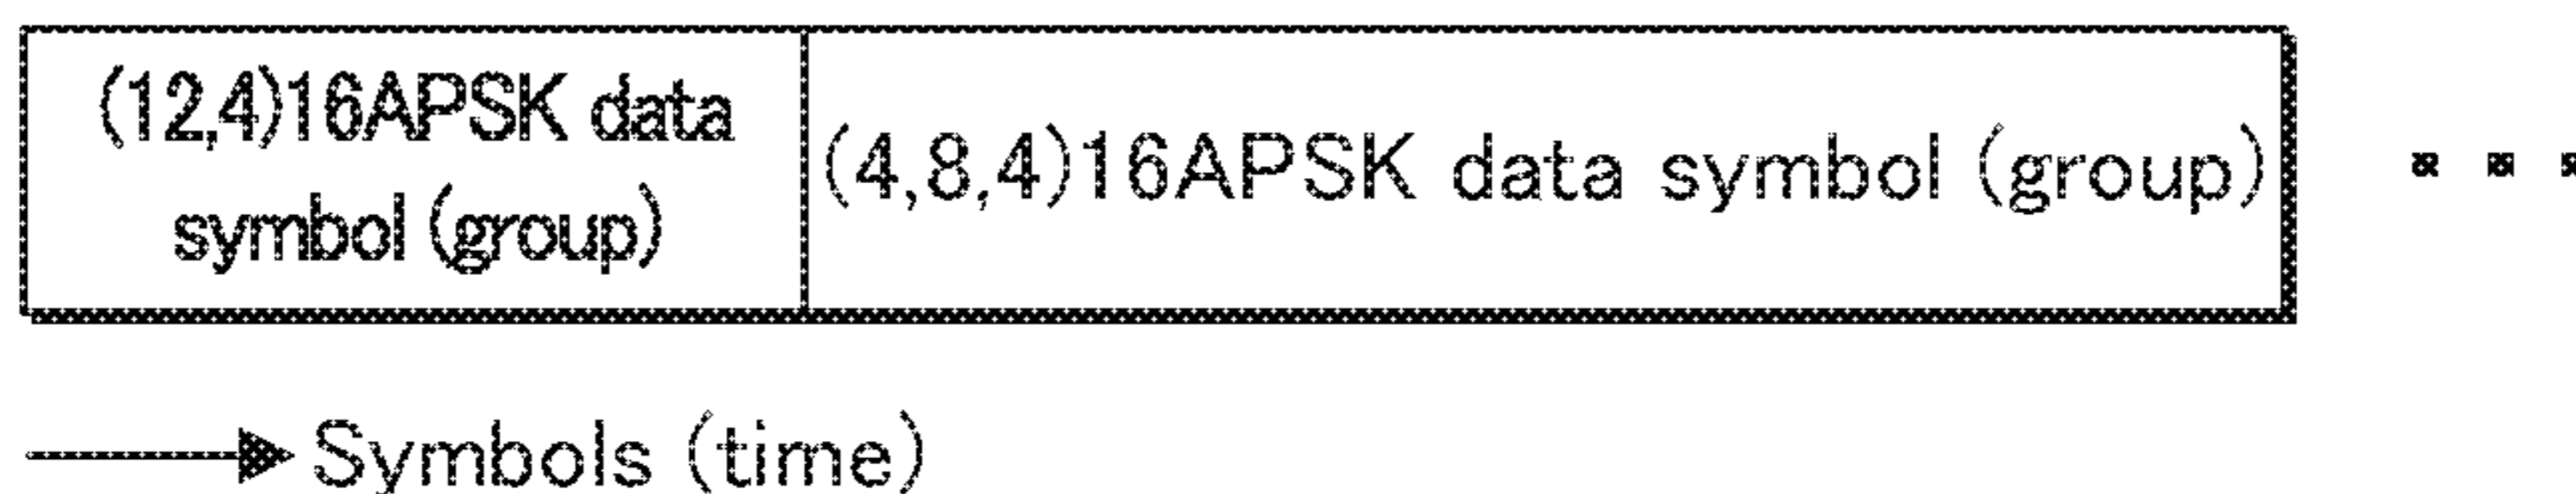 (12,4)16APSK data
symbol (group)
(4,8,4)16APSK data symbol (group)
Symbols (time)